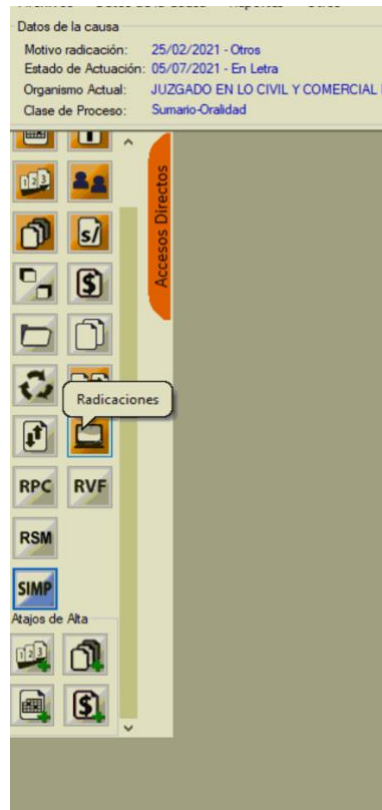 Datos de la causa
Motivo radicación: 25/02/2021 - Otros
Estado de Actuación: 05/07/2021 - En Letra
Organismo Actual: JUZGADO EN LO CIVIL Y COMERCIAL
Clase de Proceso: Sumario-Oralidad
Accesos Directos
123
s/
$
Radicaciones
RPC RVF
RSM
SIMP
Atajos de Alta
123
$